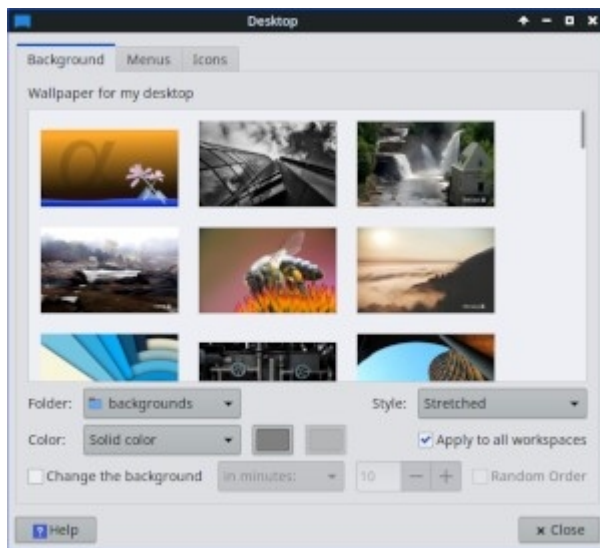 Desktop
Background Menus Icons
Wallpaper for my desktop
α
Folder: backgrounds Style: Stretched
Color: Solid color Apply to all workspaces
Change the background in minutes: 10 Random Order
Help Close